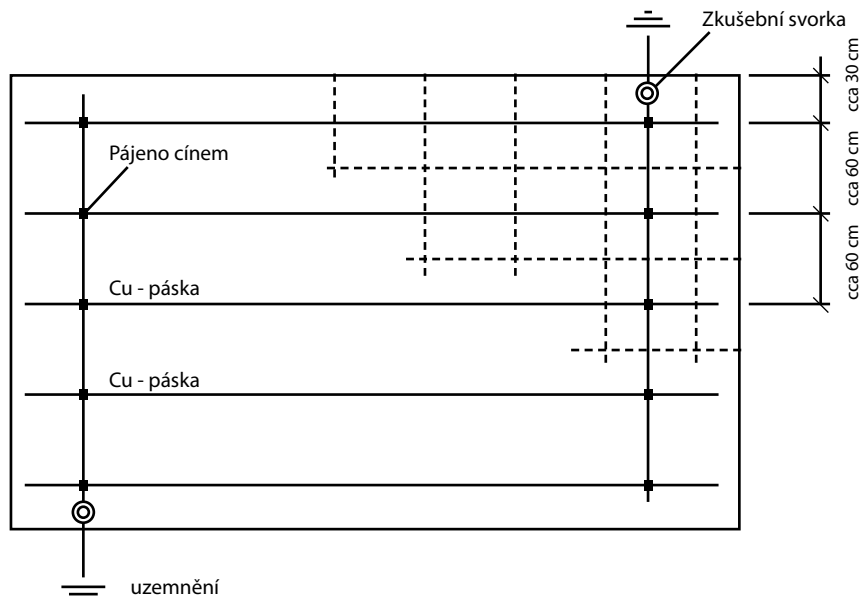 Zkušební svorka
cca 30 cm
Pájeno cínem
cca 60 cm
cca 60 cm
Cu - páska
Cu - páska
uzemnění